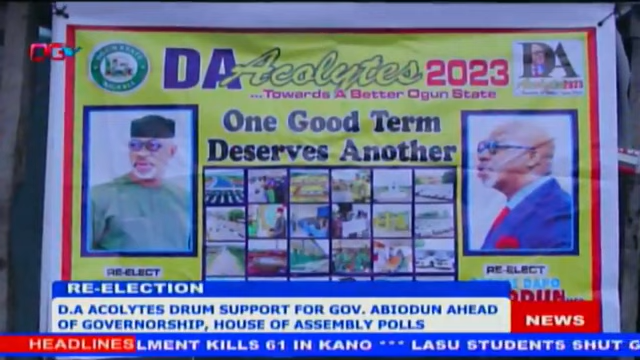 DA Acolytes 2023
...Towards A Better Ogun State
One Good Term
Deserves Another
DA
2023
RE-ELECT
RE-ELECT
DAPO
RE-ELECTION
D.A ACOLYTES DRUM SUPPORT FOR GOV. ABIODUN AHEAD
OF GOVERNORSHIP, HOUSE OF ASSEMBLY POLLS
NEWS
HEADLINES LMENT KILLS 61 IN KANO *** LASU STUDENTS SHUT